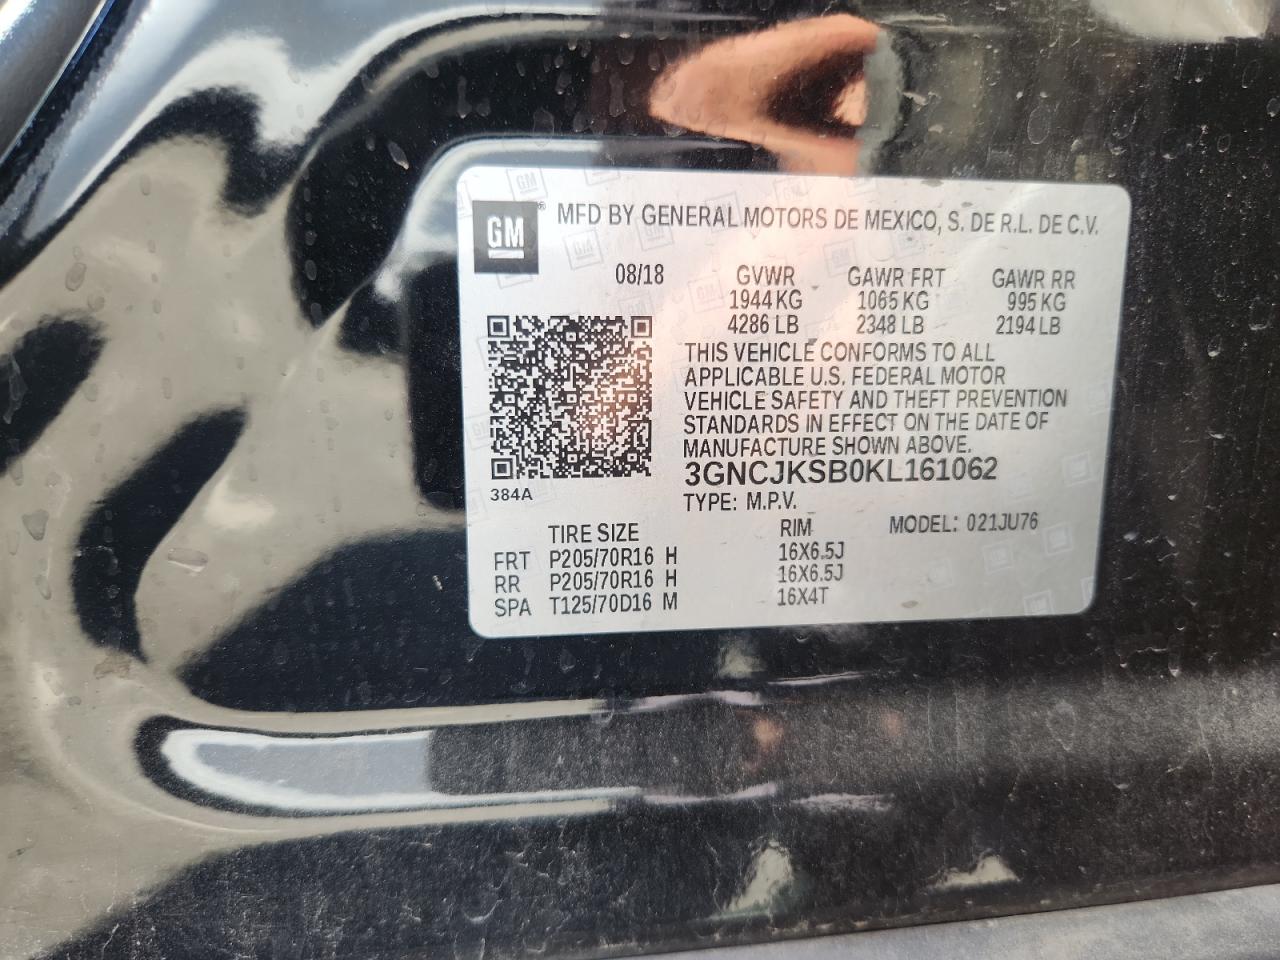 GM ® MFD BY GENERAL MOTORS DE MEXICO, S. DE R.L. DE C.V.
08/18 GVWR GAWR FRT GAWR RR
1944 KG 1065 KG 995 KG
4286 LB 2348 LB 2194 LB
THIS VEHICLE CONFORMS TO ALL
APPLICABLE U.S. FEDERAL MOTOR
VEHICLE SAFETY AND THEFT PREVENTION
STANDARDS IN EFFECT ON THE DATE OF
MANUFACTURE SHOWN ABOVE.
3GNCJKSB0KL161062
384A
TYPE: M.P.V.
TIRE SIZE RIM MODEL: 021JU76
FRT P205/70R16 H 16X6.5J
RR P205/70R16 H 16X6.5J
SPA T125/70D16 M 16X4T